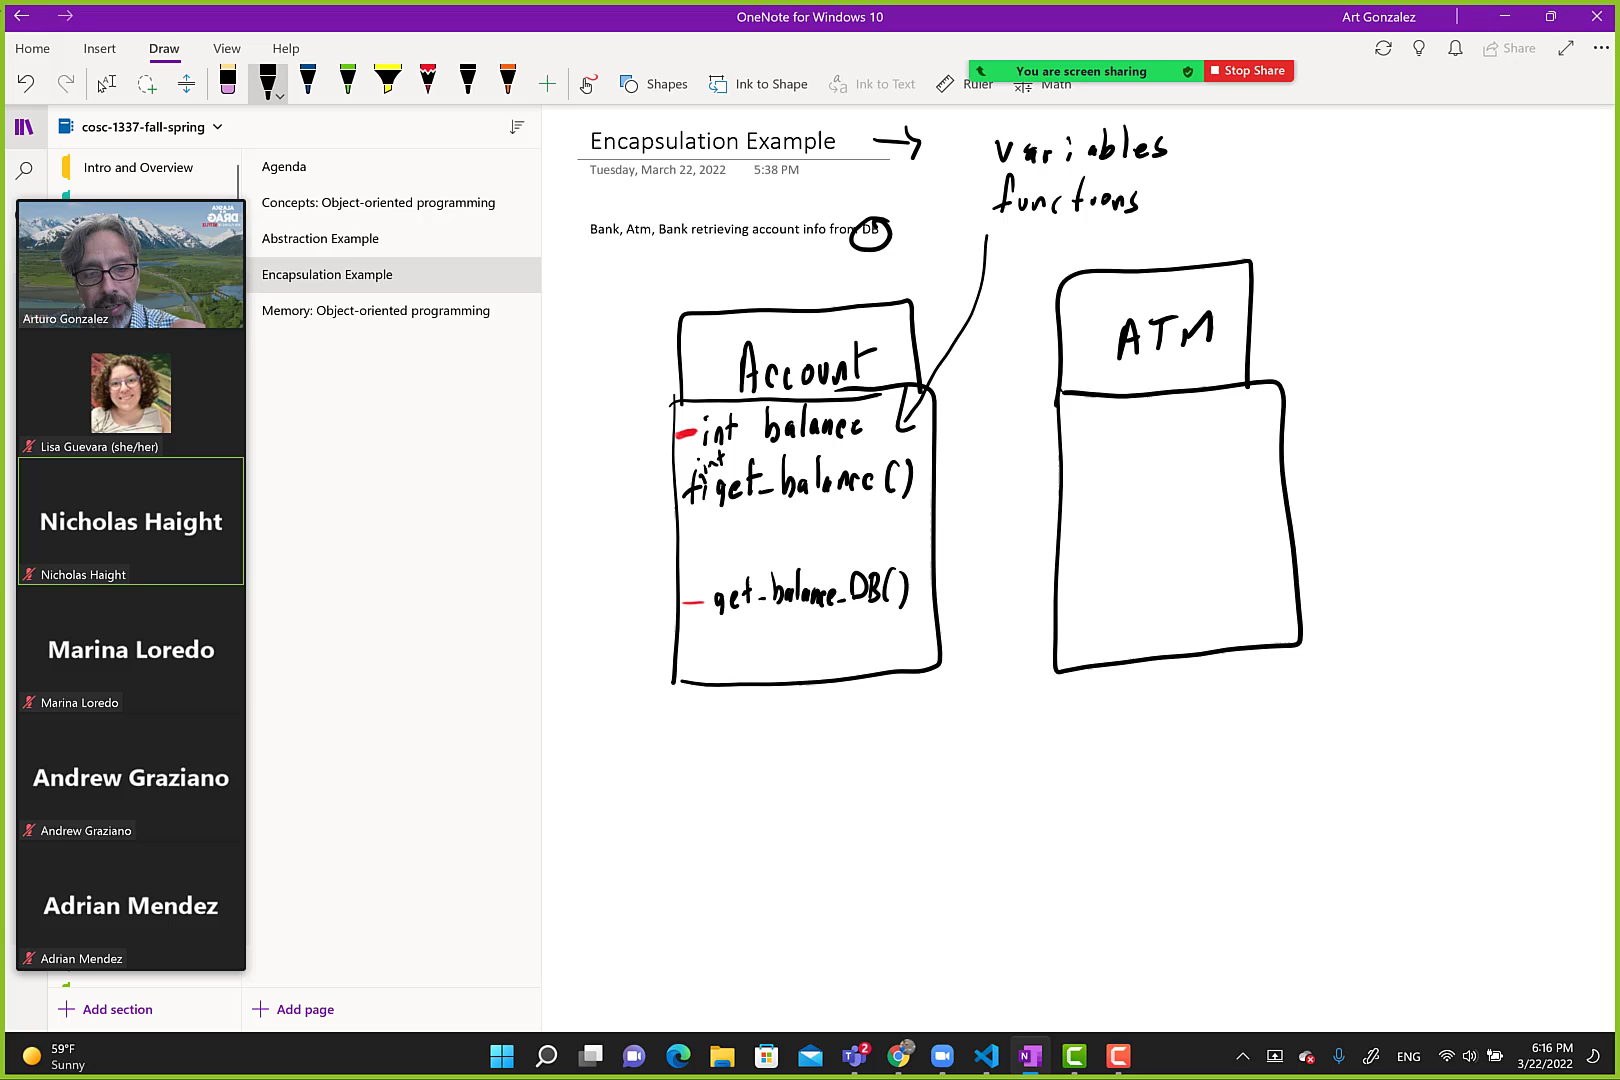 OneNote for Windows 10
Art Gonzalez
Home Insert Draw View Help
Share
Shapes
Ink to Shape
Ink to Text
Ruler
Math
You are screen sharing
Stop Share
cosc-1337-fall-spring
Intro and Overview
Agenda
Concepts: Object-oriented programming
Abstraction Example
Encapsulation Example
Memory: Object-oriented programming
Arturo Gonzalez
Lisa Guevara (she/her)
Nicholas Haight
Nicholas Haight
Marina Loredo
Marina Loredo
Andrew Graziano
Andrew Graziano
Adrian Mendez
Adrian Mendez
Add section
Add page
Encapsulation Example
Tuesday, March 22, 2022 5:38 PM
variables
functions
Bank, Atm, Bank retrieving account info from DB
Account
- int balance
int
get_balance()
- get_balance_DB()
ATM
59°F
Sunny
2
ENG
6:16 PM
3/22/2022